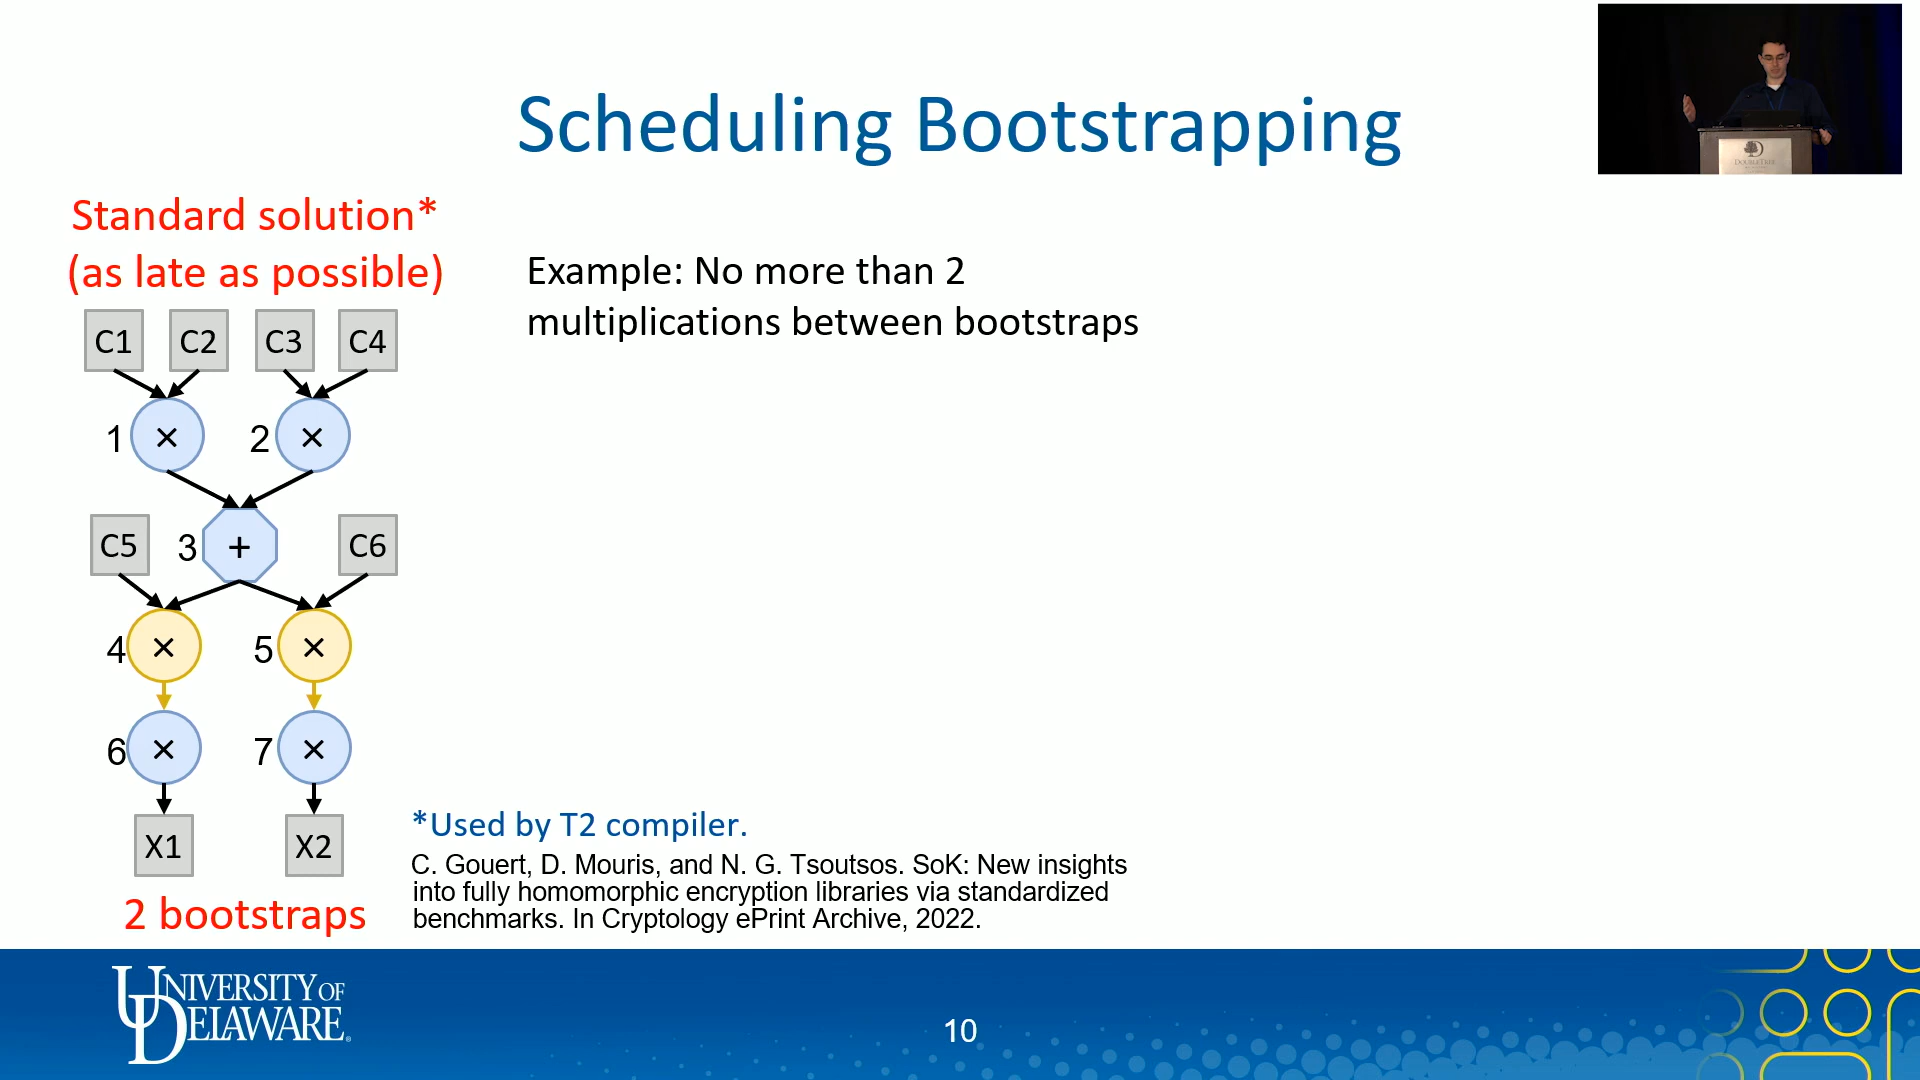 Scheduling Bootstrapping
Standard solution*
(as late as possible)
Example: No more than 2
multiplications between bootstraps
C1 C2 C3 C4
1 × 2 ×
C5 3 + C6
4 × 5 ×
6 × 7 ×
X1 X2
2 bootstraps
*Used by T2 compiler.
C. Gouert, D. Mouris, and N. G. Tsoutsos. SoK: New insights
into fully homomorphic encryption libraries via standardized
benchmarks. In Cryptology ePrint Archive, 2022.
UNIVERSITY OF
DELAWARE®
10
DOUBLETREE